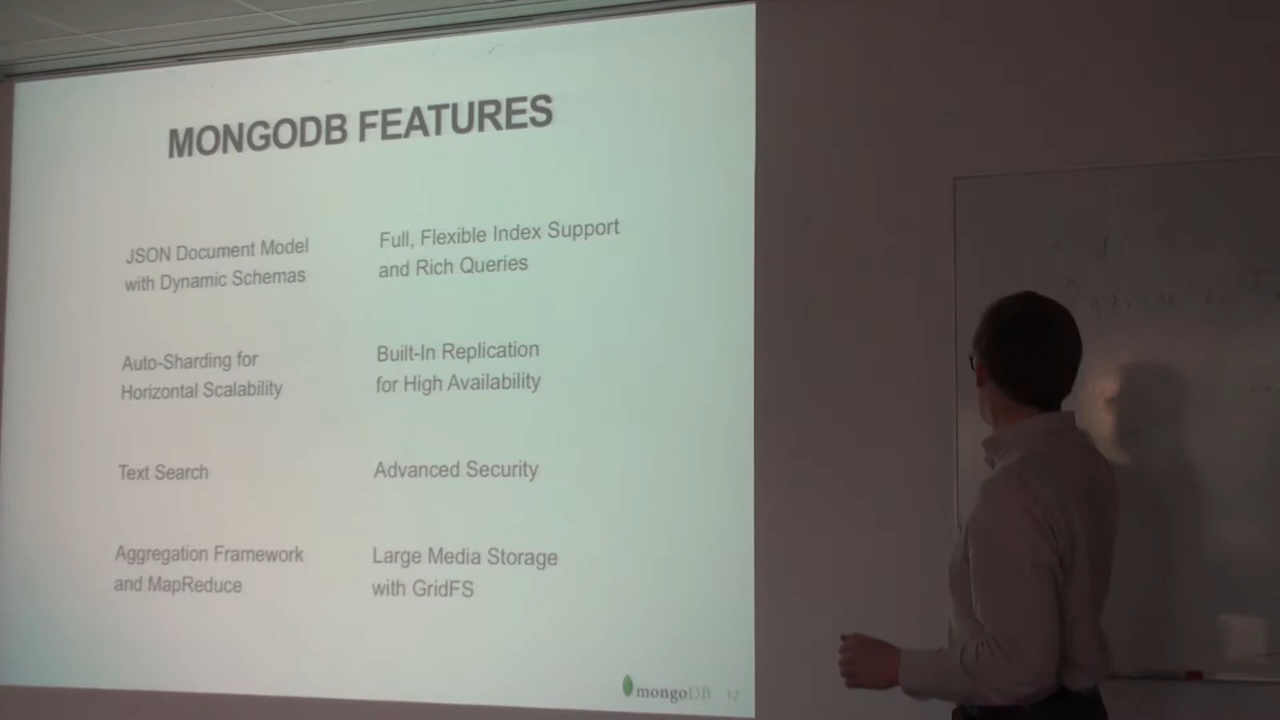 MONGODB FEATURES
JSON Document Model
with Dynamic Schemas
Full, Flexible Index Support
and Rich Queries
Auto-Sharding for
Horizontal Scalability
Built-In Replication
for High Availability
Text Search
Advanced Security
Aggregation Framework
and MapReduce
Large Media Storage
with GridFS
mongoDB 12